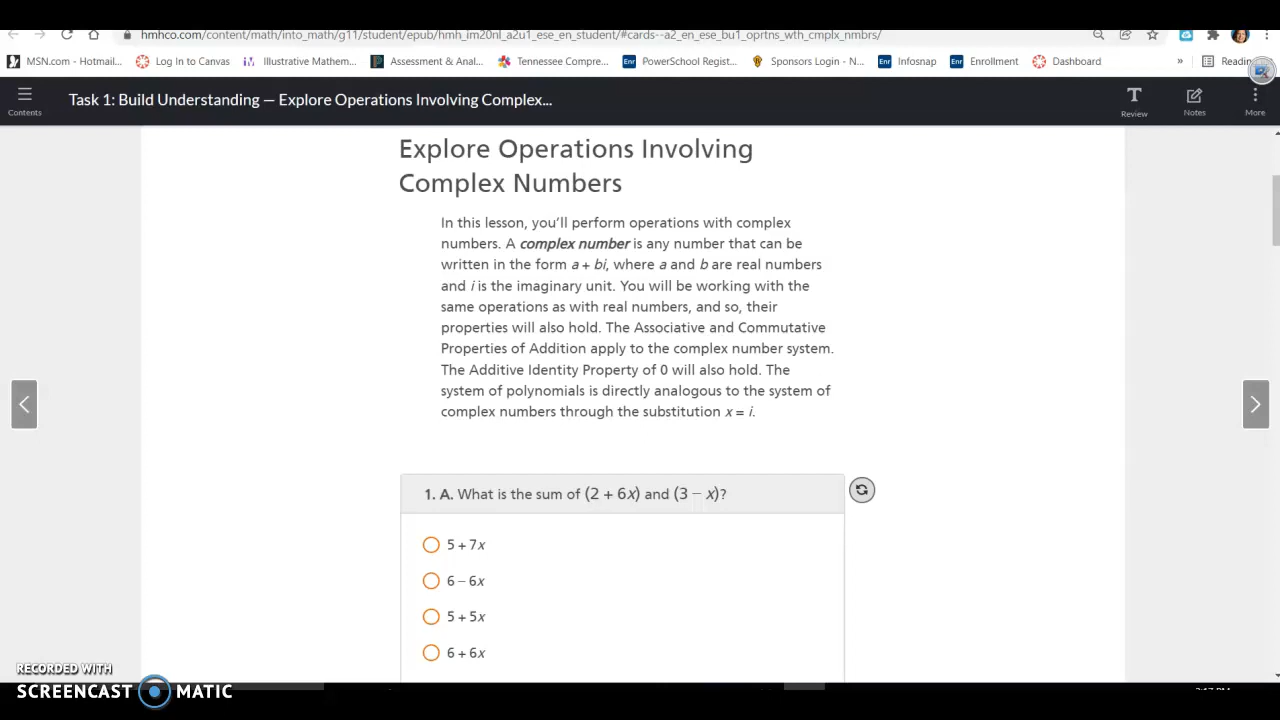 hmhco.com/content/math/into_math/g11/student/epub/hmh_im20nl_a2u1_ese_en_student/#cards--a2_en_ese_bu1_oprtns_wth_cmplx_nmbrs/
MSN.com - Hotmail... Log In to Canvas Illustrative Mathem... Assessment & Anal... Tennessee Compre... Enr PowerSchool Regist... Sponsors Login - N... Enr Infosnap Enr Enrollment Dashboard »
Contents Task 1: Build Understanding — Explore Operations Involving Complex... Review Notes More
Explore Operations Involving
Complex Numbers
In this lesson, you’ll perform operations with complex
numbers. A complex number is any number that can be
written in the form a + bi, where a and b are real numbers
and i is the imaginary unit. You will be working with the
same operations as with real numbers, and so, their
properties will also hold. The Associative and Commutative
Properties of Addition apply to the complex number system.
The Additive Identity Property of 0 will also hold. The
system of polynomials is directly analogous to the system of
complex numbers through the substitution x = i.
1. A. What is the sum of (2 + 6x) and (3 − x)?
5 + 7x
6 − 6x
5 + 5x
6 + 6x
RECORDED WITH
SCREENCAST MATIC